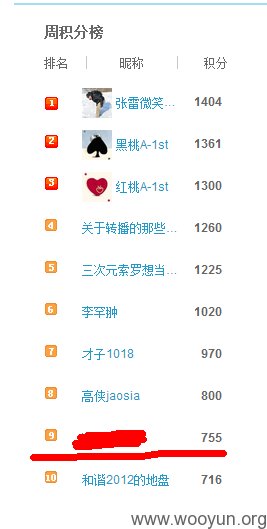 周积分榜
排名 昵称 积分
1 张雷微笑... 1404
2 黑桃A-1st 1361
3 红桃A-1st 1300
4 关于转播的那些... 1260
5 三次元索罗想当... 1225
6 李罕翀 1020
7 才子1018 970
8 高侠jaosia 800
9 755
10 和谐2012的地盘 716
www.wooyun.org